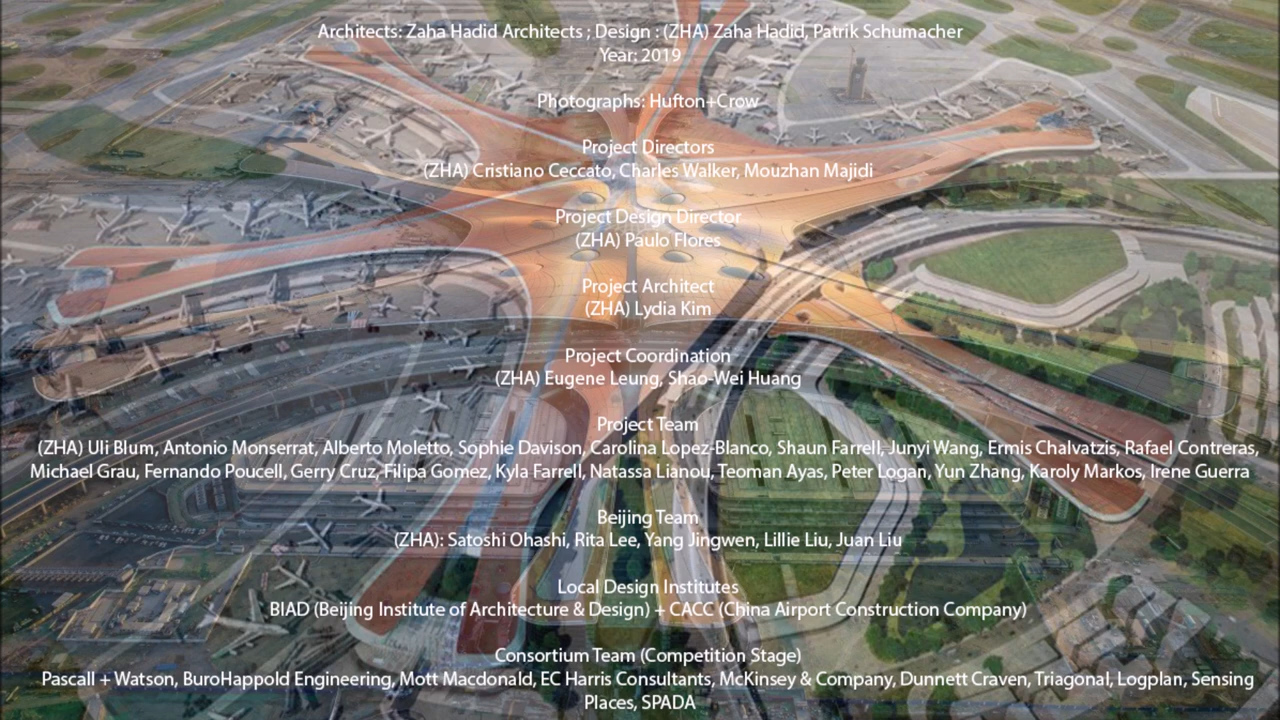 Architects: Zaha Hadid Architects ; Design : (ZHA) Zaha Hadid, Patrik Schumacher
Year: 2019
Photographs: Hufton+Crow
Project Directors
(ZHA) Cristiano Ceccato, Charles Walker, Mouzhan Majidi
Project Design Director
(ZHA) Paulo Flores
Project Architect
(ZHA) Lydia Kim
Project Coordination
(ZHA) Eugene Leung, Shao-Wei Huang
Project Team
(ZHA) Uli Blum, Antonio Monserrat, Alberto Moletto, Sophie Davison, Carolina Lopez-Blanco, Shaun Farrell, Junyi Wang, Ermis Chalvatzis, Rafael Contreras,
Michael Grau, Fernando Poucell, Gerry Cruz, Filipa Gomez, Kyla Farrell, Natassa Lianou, Teoman Ayas, Peter Logan, Yun Zhang, Karoly Markos, Irene Guerra
Beijing Team
(ZHA): Satoshi Ohashi, Rita Lee, Yang Jingwen, Lillie Liu, Juan Liu
Local Design Institutes
BIAD (Beijing Institute of Architecture & Design) + CACC (China Airport Construction Company)
Consortium Team (Competition Stage)
Pascall + Watson, BuroHappold Engineering, Mott Macdonald, EC Harris Consultants, McKinsey & Company, Dunnett Craven, Triagonal, Logplan, Sensing
Places, SPADA